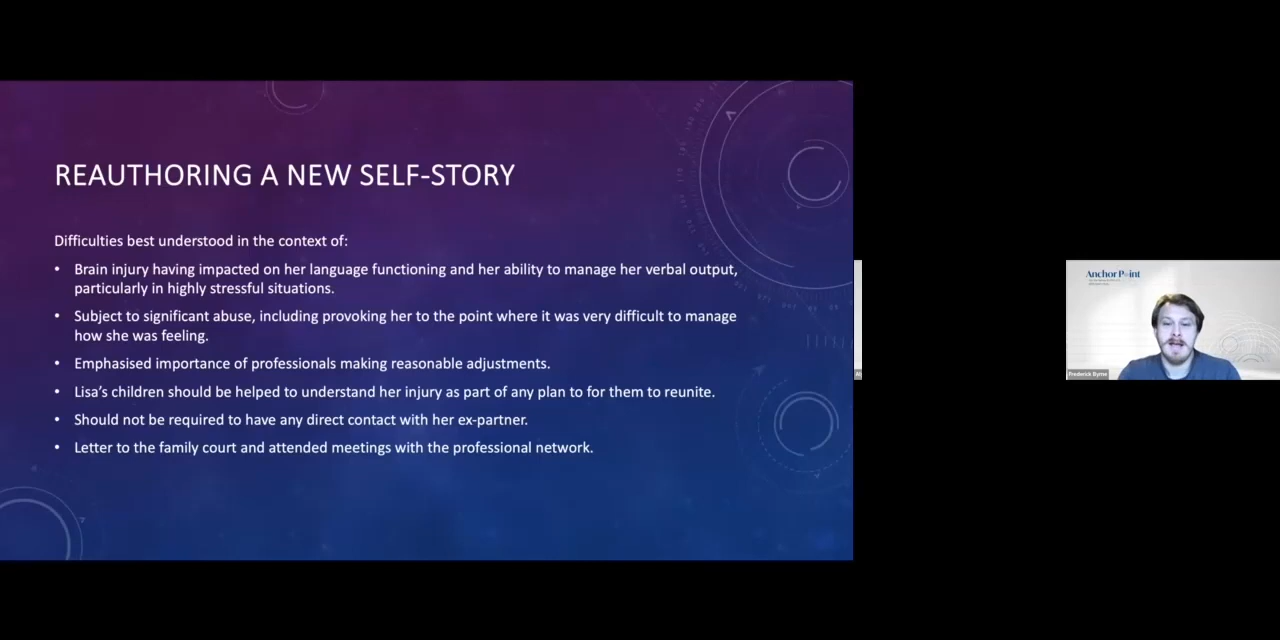 REAUTHORING A NEW SELF-STORY
Difficulties best understood in the context of:
• Brain injury having impacted on her language functioning and her ability to manage her verbal output,
particularly in highly stressful situations.
• Subject to significant abuse, including provoking her to the point where it was very difficult to manage
how she was feeling.
• Emphasised importance of professionals making reasonable adjustments.
• Lisa's children should be helped to understand her injury as part of any plan to for them to reunite.
• Should not be required to have any direct contact with her ex-partner.
• Letter to the family court and attended meetings with the professional network.
Anchor Point
Frederick Byrne